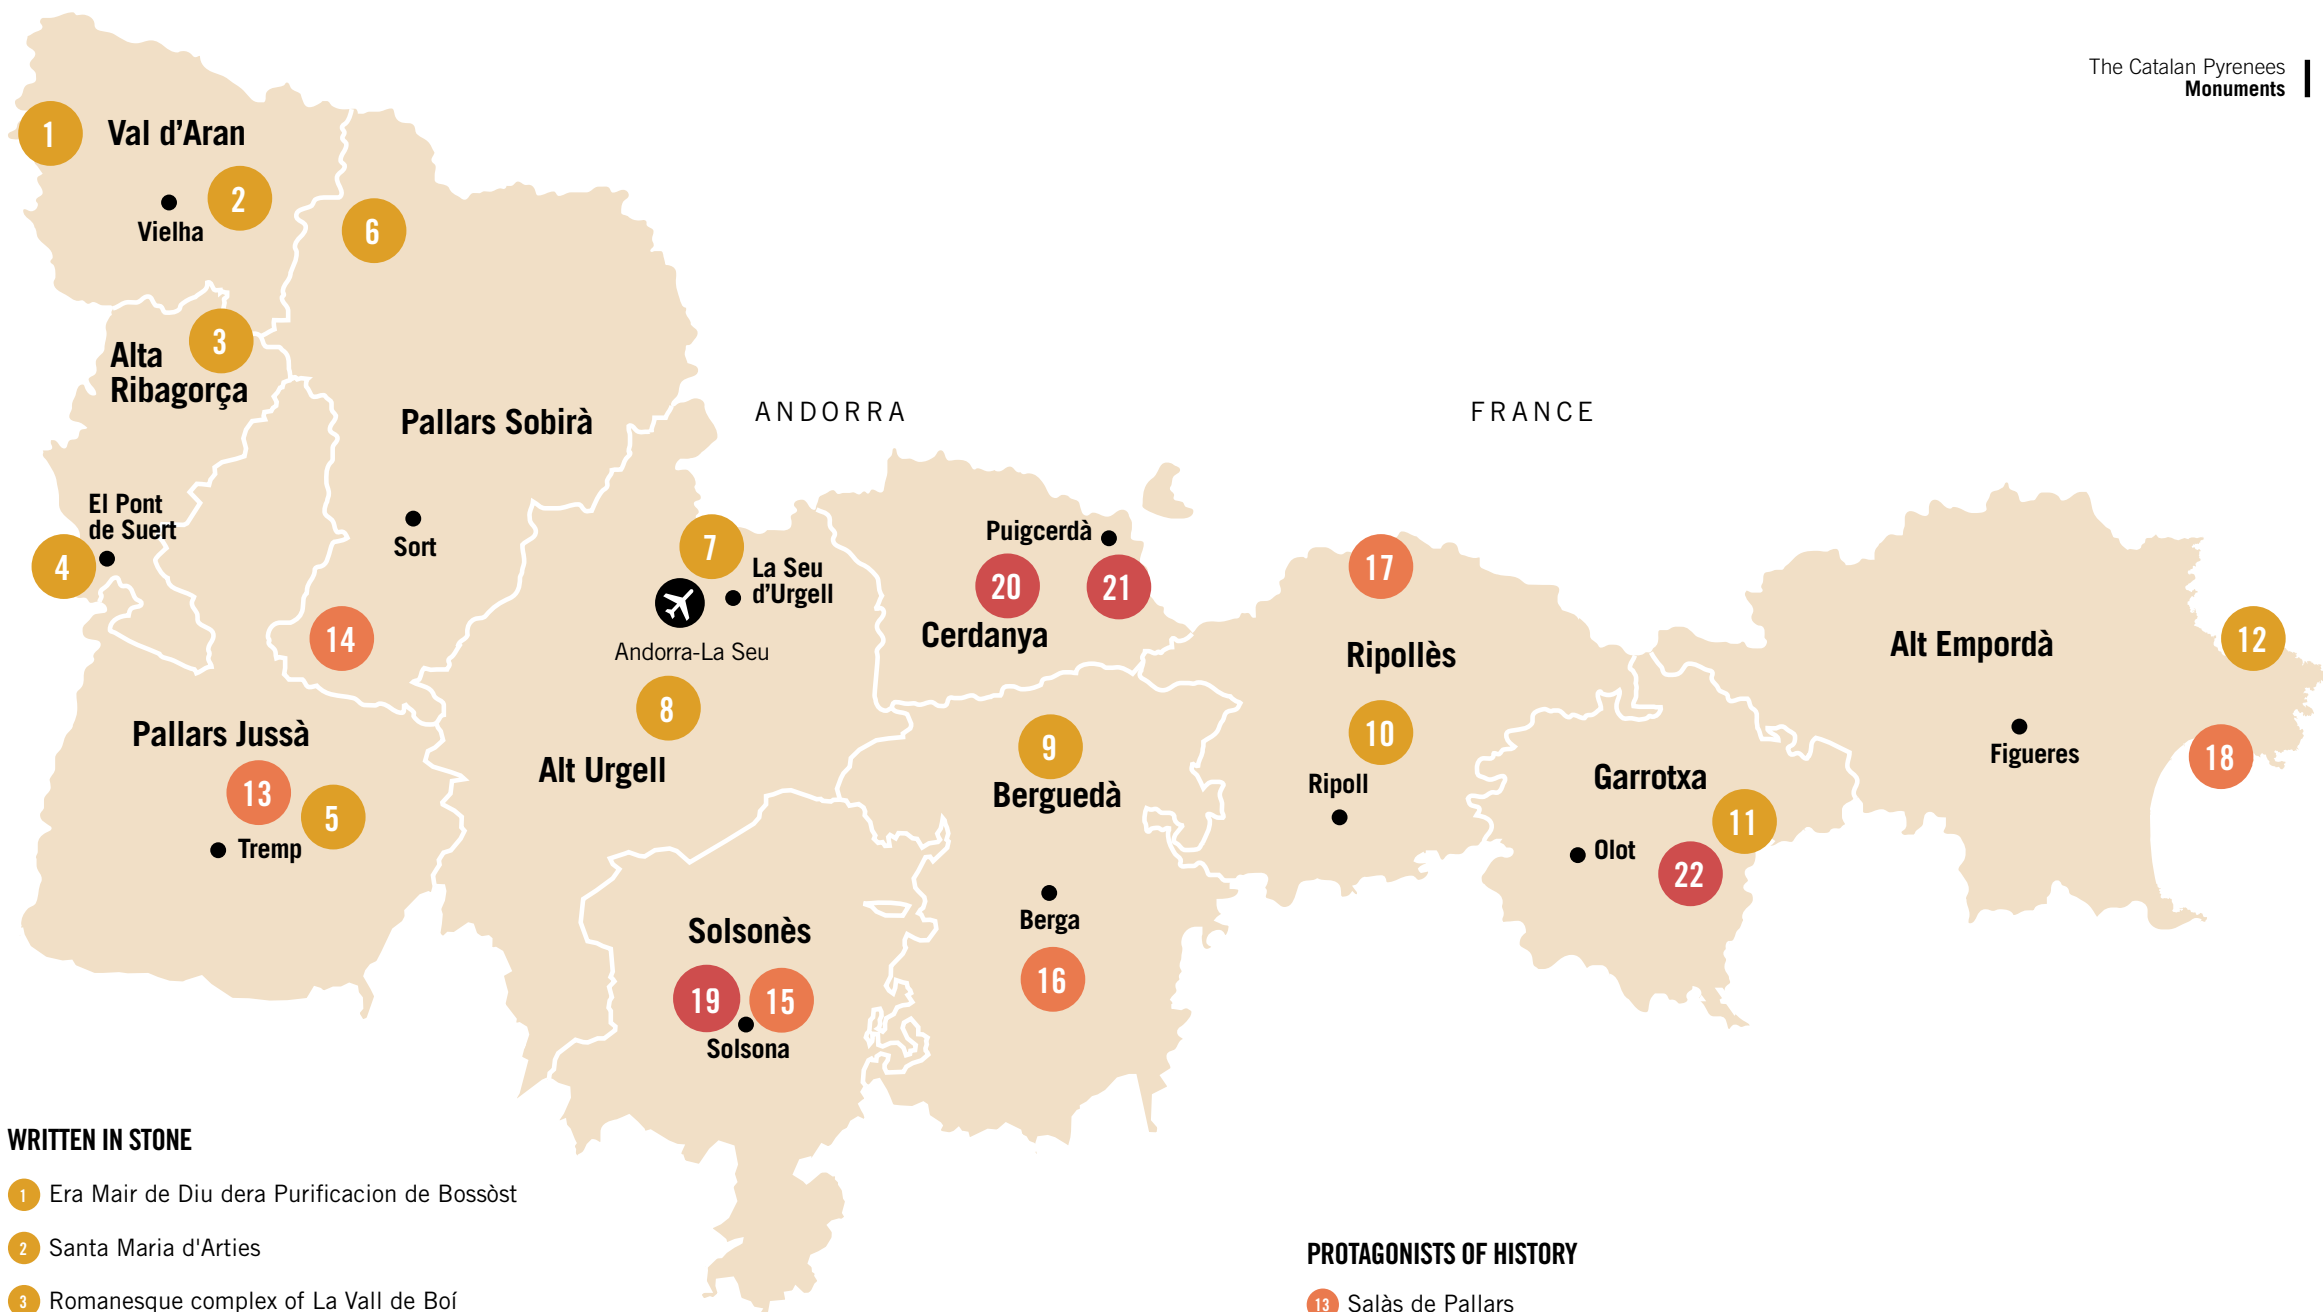 The Catalan Pyrenees
Monuments
1
Val d'Aran
2
Vielha
6
3
Alta
Ribagorça
Pallars Sobirà
ANDORRA
FRANCE
El Pont
de Suert
4
Sort
7
La Seu
d'Urgell
Andorra-La Seu
Puigcerdà
20
21
Cerdanya
17
Ripollès
Alt Empordà
12
14
8
Pallars Jussà
13
5
Tremp
Alt Urgell
9
Berguedà
10
Ripoll
Garrotxa
11
Olot
22
Figueres
18
Solsonès
19
15
Solsona
Berga
16
WRITTEN IN STONE
1 Era Mair de Diu dera Purificacion de Bossòst
2 Santa Maria d'Arties
3 Romanesque complex of La Vall de Boí
PROTAGONISTS OF HISTORY
13 Salàs de Pallars